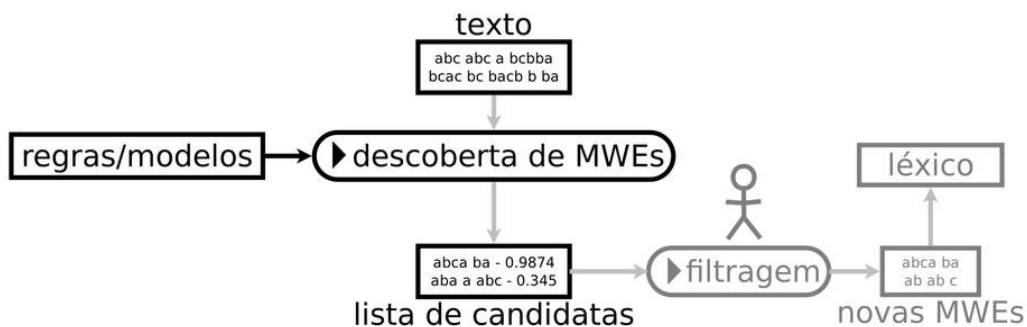 texto
abc abc a bcbba
bcac bc bacb b ba
regras/modelos
descoberta de MWEs
léxico
abca ba - 0.9874
aba a abc - 0.345
lista de candidatas
filtragem
abca ba
ab ab c
novas MWEs